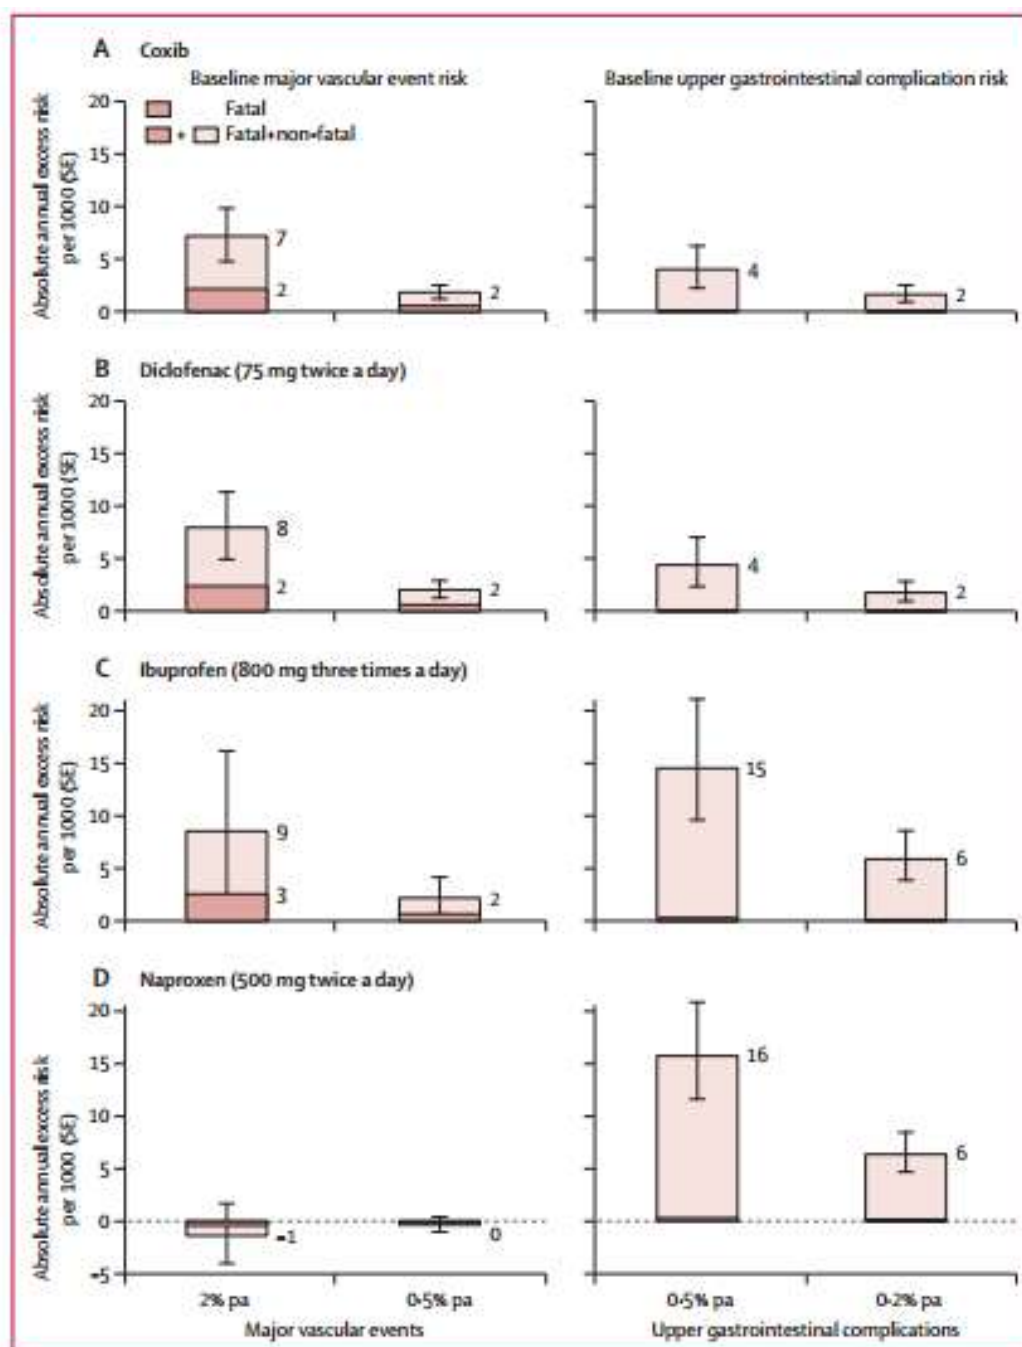 A Coxib
Baseline major vascular event risk
Baseline upper gastrointestinal complication risk
Fatal
+ Fatal+non-fatal
Absolute annual excess risk
per 1000 (SE)
20
15
10
5
0
7
2
2
4
2
B Diclofenac (75 mg twice a day)
Absolute annual excess risk
per 1000 (SE)
20
15
10
5
0
8
2
2
4
2
C Ibuprofen (800 mg three times a day)
Absolute annual excess risk
per 1000 (SE)
20
15
10
5
0
9
3
2
15
6
D Naproxen (500 mg twice a day)
Absolute annual excess risk
per 1000 (SE)
20
15
10
5
0
-5
-1
0
16
6
2% pa
0·5% pa
0·5% pa
0·2% pa
Major vascular events
Upper gastrointestinal complications